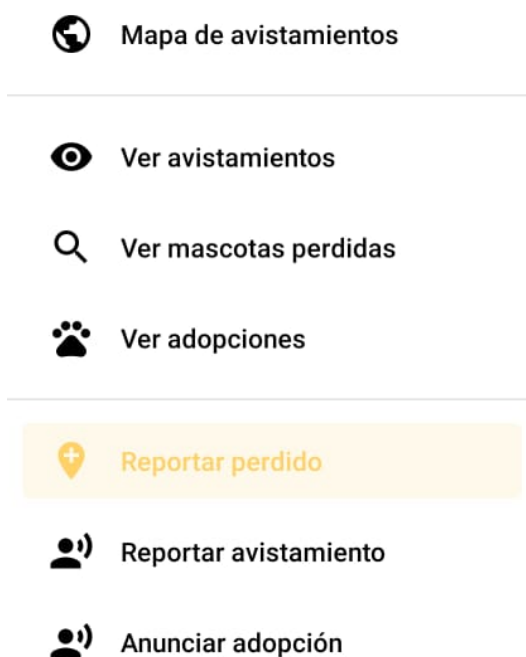 Mapa de avistamientos
Ver avistamientos
Ver mascotas perdidas
Ver adopciones
Reportar perdido
Reportar avistamiento
Anunciar adopción